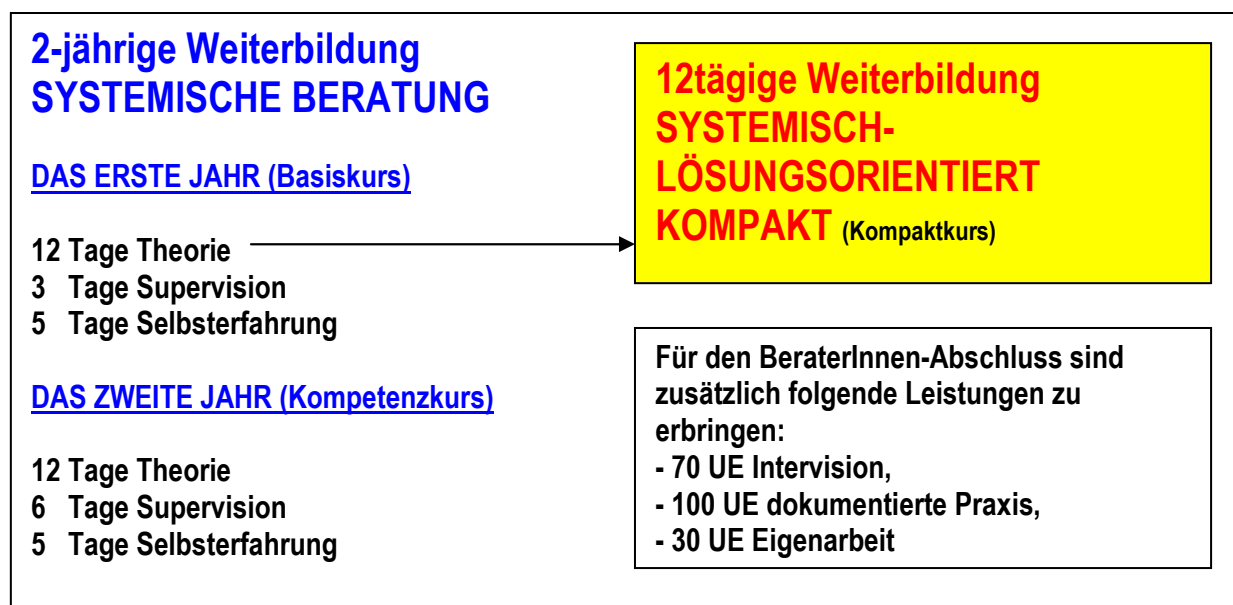 2-jährige Weiterbildung
SYSTEMISCHE BERATUNG
DAS ERSTE JAHR (Basiskurs)
12 Tage Theorie
3 Tage Supervision
5 Tage Selbsterfahrung
DAS ZWEITE JAHR (Kompetenzkurs)
12 Tage Theorie
6 Tage Supervision
5 Tage Selbsterfahrung
12tägige Weiterbildung
SYSTEMISCH-
LÖSUNGSORIENTIERT
KOMPAKT (Kompaktkurs)
Für den BeraterInnen-Abschluss sind
zusätzlich folgende Leistungen zu
erbringen:
- 70 UE Intervision,
- 100 UE dokumentierte Praxis,
- 30 UE Eigenarbeit